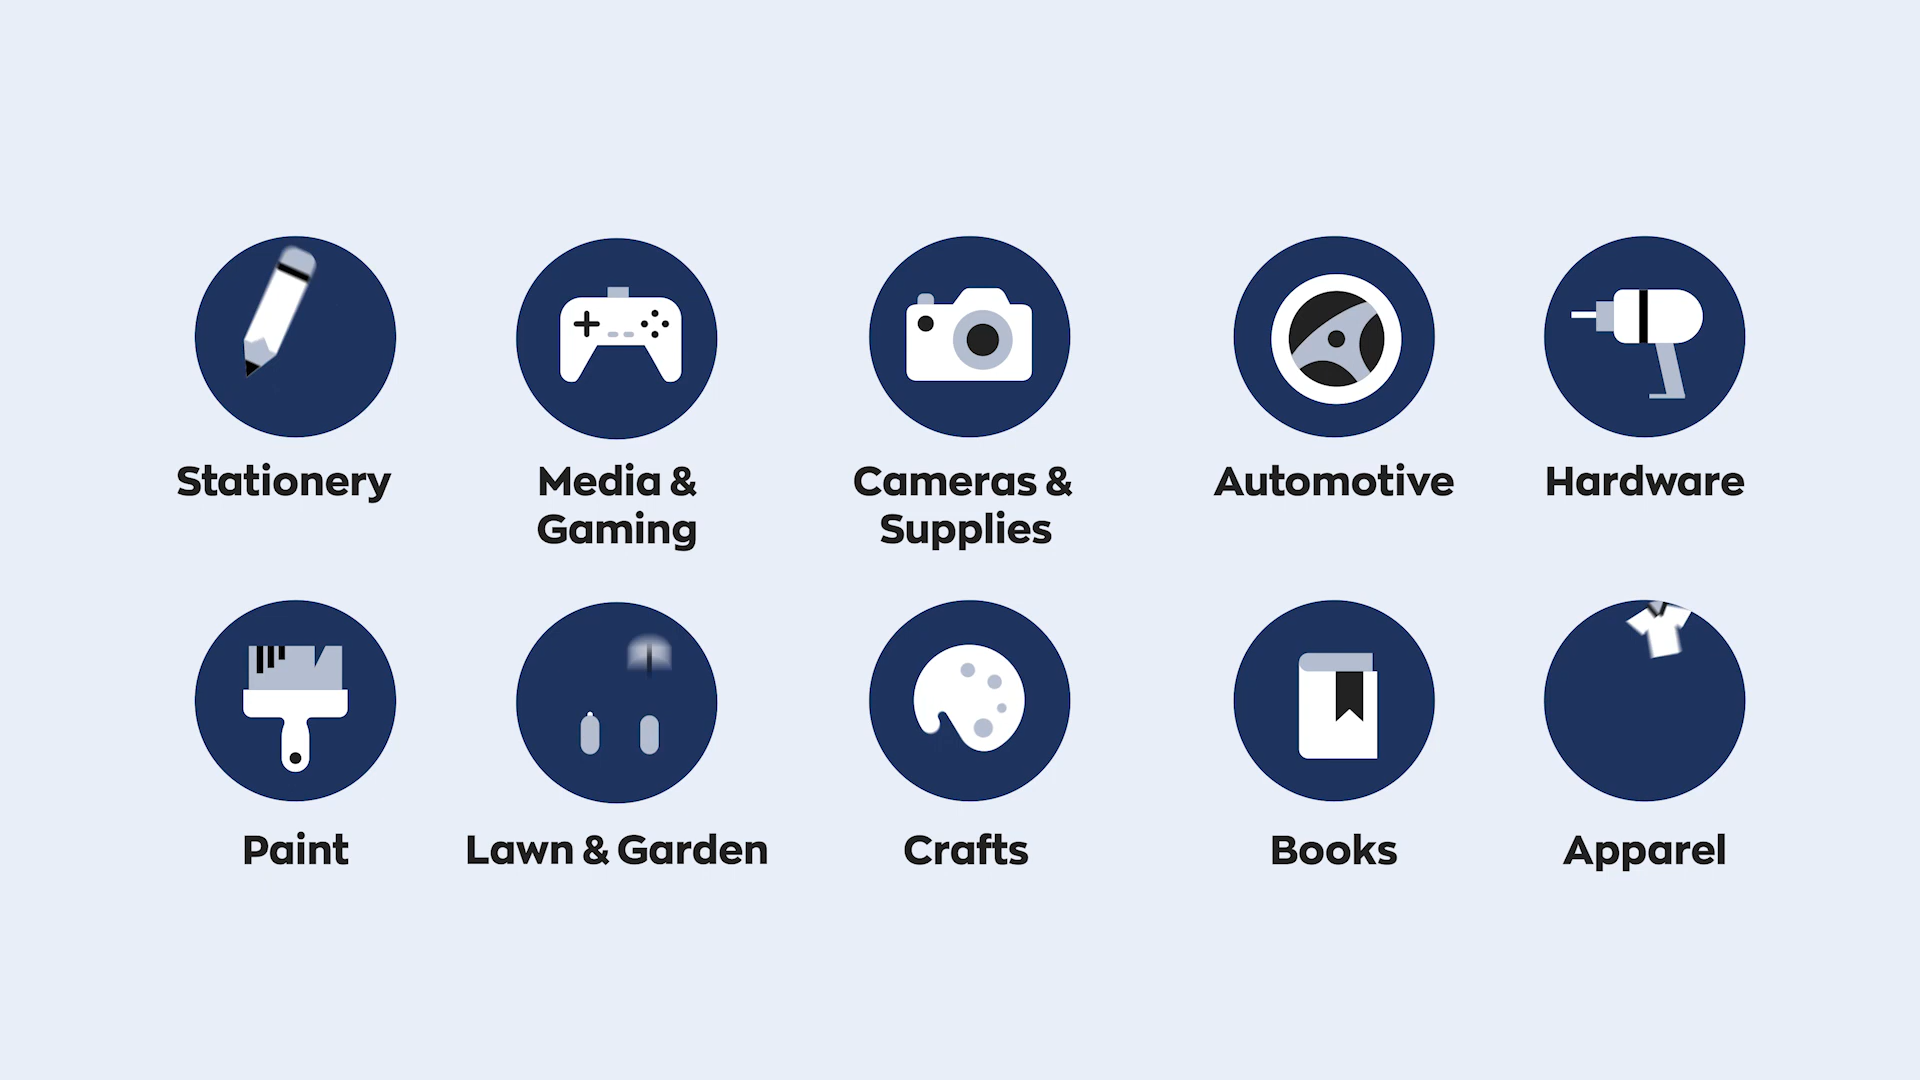 Stationery
Media &
Gaming
Cameras &
Supplies
Automotive
Hardware
Paint
Lawn & Garden
Crafts
Books
Apparel